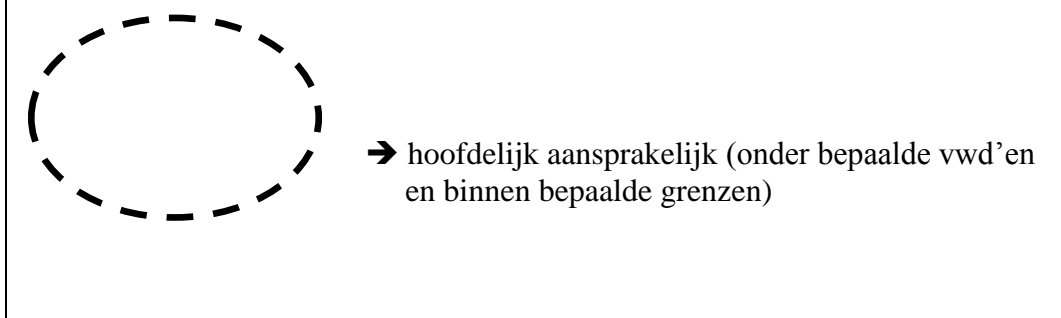 ➔ hoofdelijk aansprakelijk (onder bepaalde vwd’en
en binnen bepaalde grenzen)